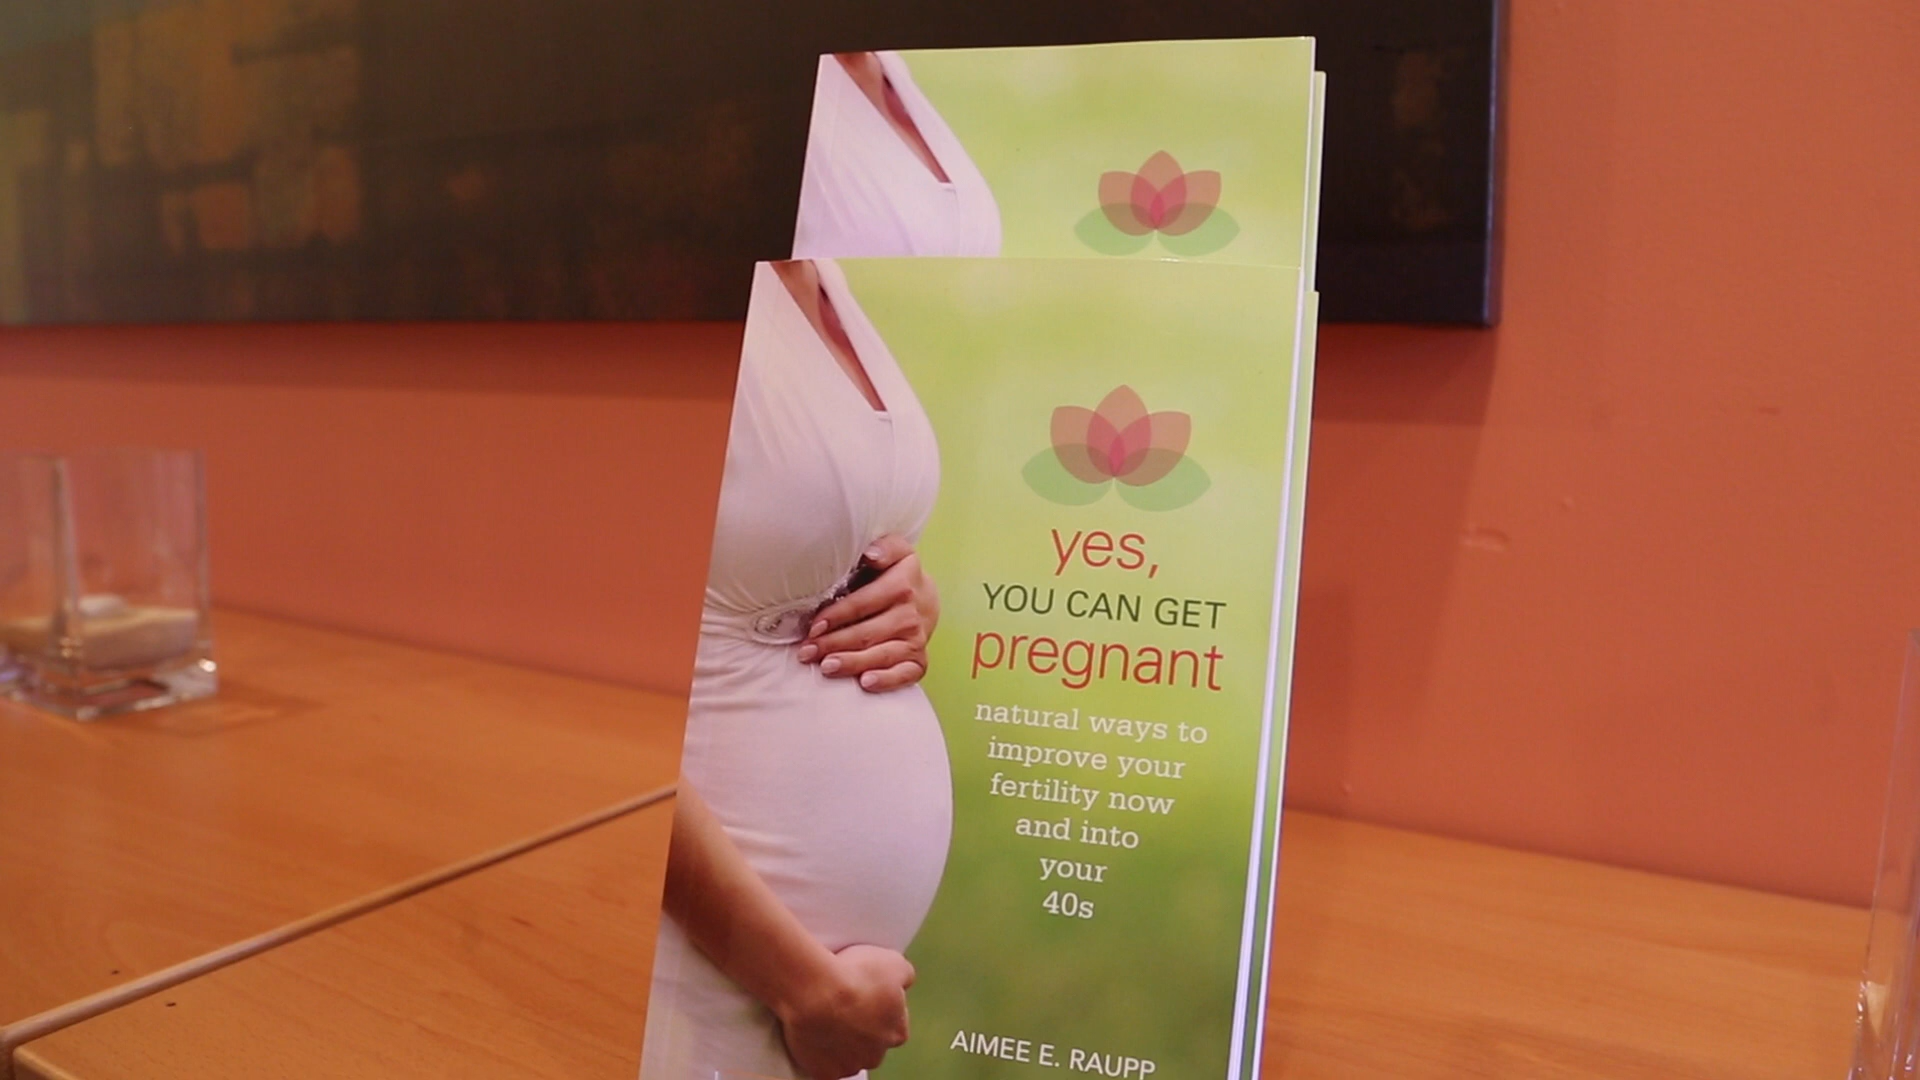 yes,
YOU CAN GET
pregnant
natural ways to
improve your
fertility now
and into
your
40s
AIMEE E. RAUPP